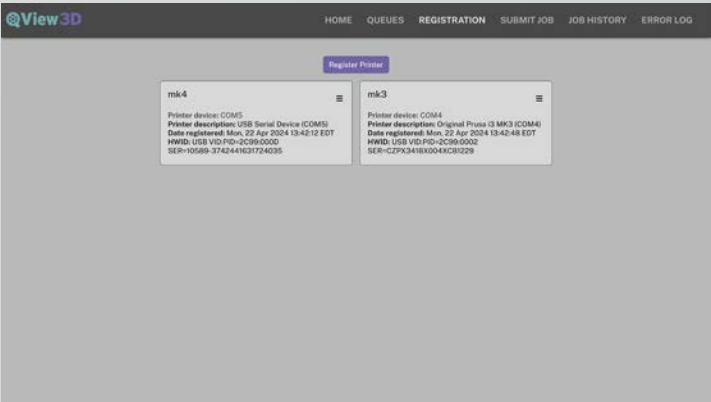 QView3D
HOME QUEUES REGISTRATION SUBMIT JOB JOB HISTORY ERROR LOG
Register Printer
mk4
Printer device: COM5
Printer description: USB Serial Device (COM5)
Date registered: Mon, 22 Apr 2024 13:42:12 EDT
HWID: USB VID:PID=2C99:000D
SER=10589-3742441631724035
mk3
Printer device: COM4
Printer description: Original Prusa i3 MK3 (COM4)
Date registered: Mon, 22 Apr 2024 13:42:48 EDT
HWID: USB VID:PID=2C99:0002
SER=CZPX3418X004XC81229